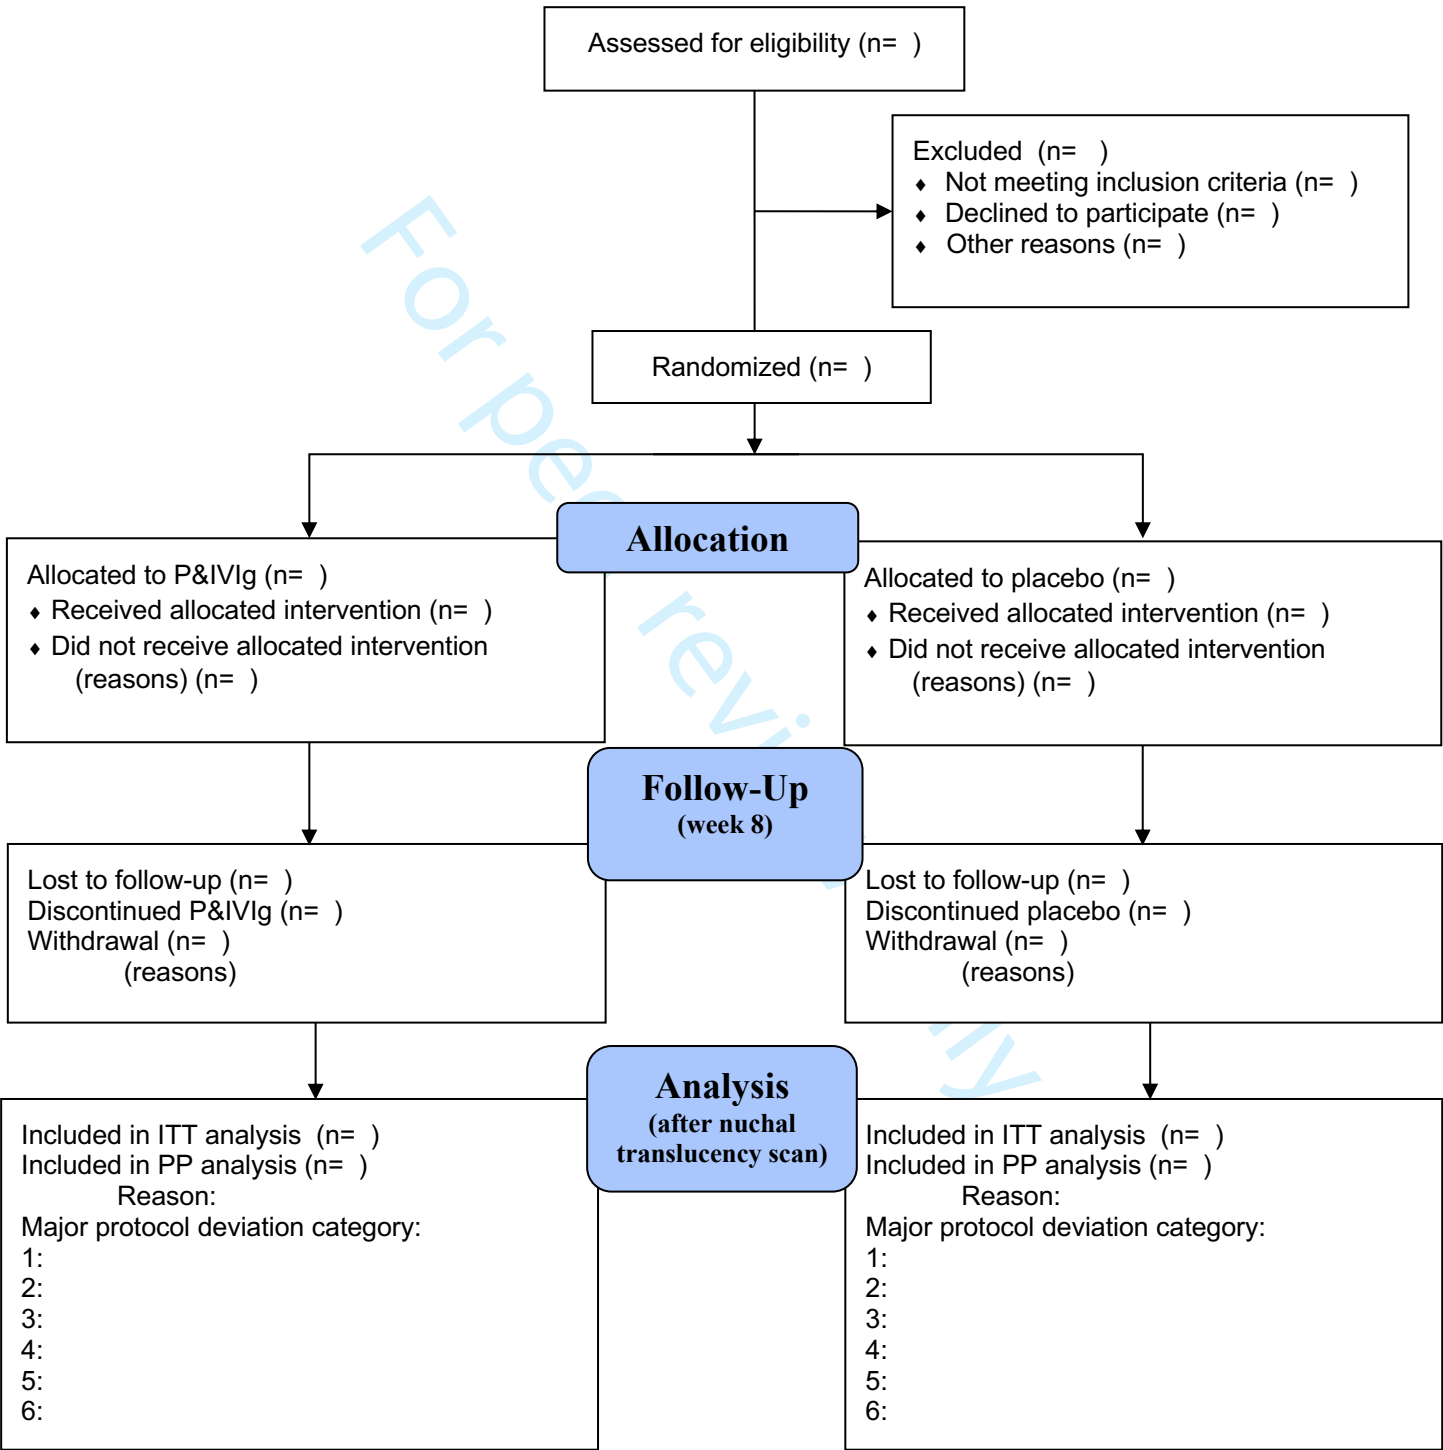 Assessed for eligibility (n=  )
Excluded  (n=   )
♦ Not meeting inclusion criteria (n=  )
♦ Declined to participate (n=  )
♦ Other reasons (n=  )
Randomized (n=  )
Allocation
Allocated to P&IVIg (n=  )
♦ Received allocated intervention (n=  )
♦ Did not receive allocated intervention
(reasons) (n=  )
Allocated to placebo (n=  )
♦ Received allocated intervention (n=  )
♦ Did not receive allocated intervention
(reasons) (n=  )
Follow-Up
(week 8)
Lost to follow-up (n=  )
Discontinued P&IVIg (n=  )
Withdrawal (n=  )
(reasons)
Lost to follow-up (n=  )
Discontinued placebo (n=  )
Withdrawal (n=  )
(reasons)
Analysis
(after nuchal
translucency scan)
Included in ITT analysis  (n=  )
Included in PP analysis (n=  )
Reason:
Major protocol deviation category:
1:
2:
3:
4:
5:
6:
Included in ITT analysis  (n=  )
Included in PP analysis (n=  )
Reason:
Major protocol deviation category:
1:
2:
3:
4:
5:
6:
For peer review